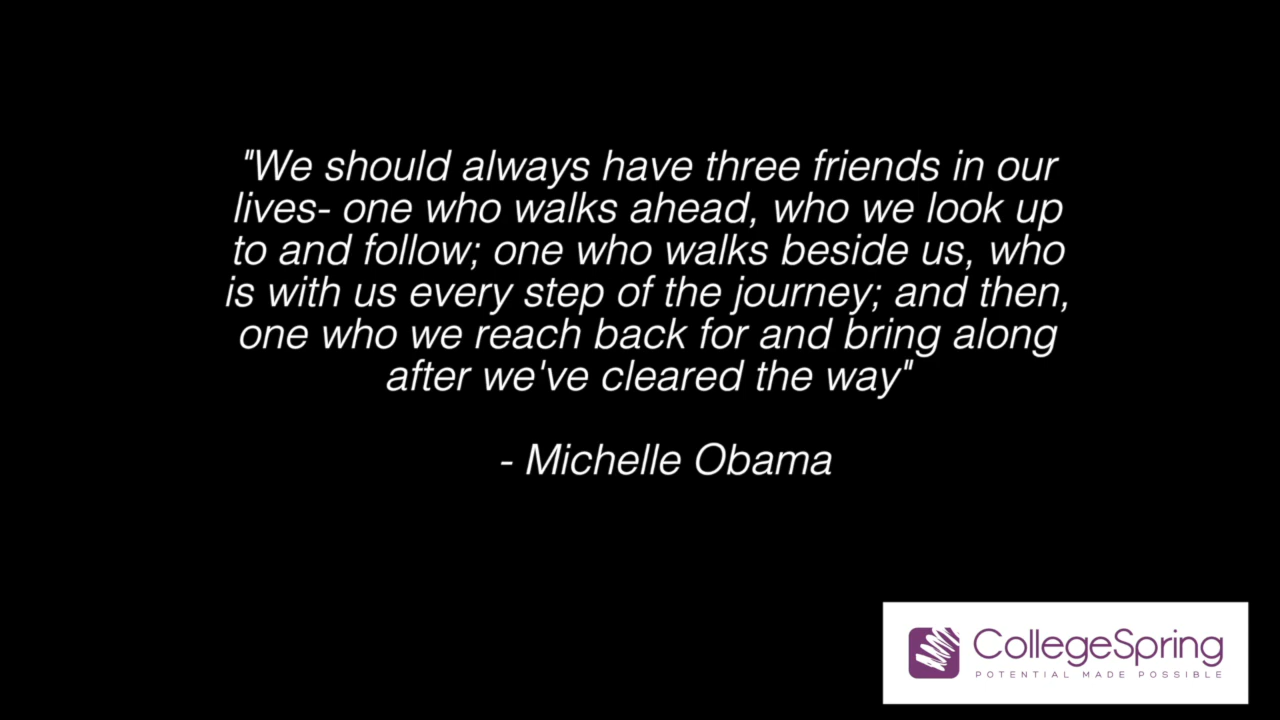 "We should always have three friends in our
lives- one who walks ahead, who we look up
to and follow; one who walks beside us, who
is with us every step of the journey; and then,
one who we reach back for and bring along
after we've cleared the way"
- Michelle Obama
CollegeSpring
POTENTIAL MADE POSSIBLE